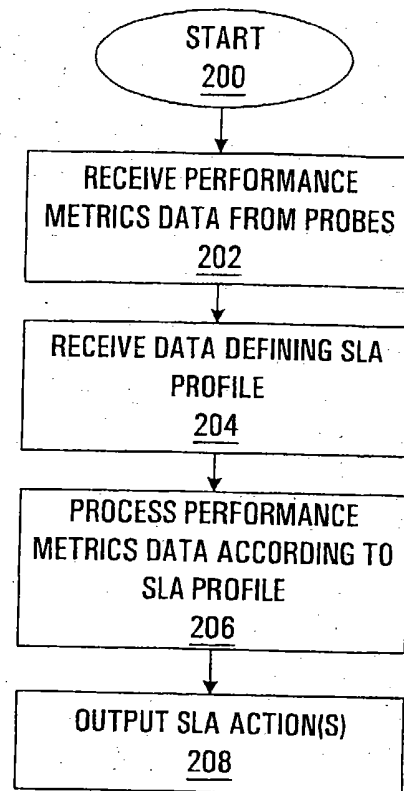 START
200
RECEIVE PERFORMANCE
METRICS DATA FROM PROBES
202
RECEIVE DATA DEFINING SLA
PROFILE
204
PROCESS PERFORMANCE
METRICS DATA ACCORDING TO
SLA PROFILE
206
OUTPUT SLA ACTION(S)
208